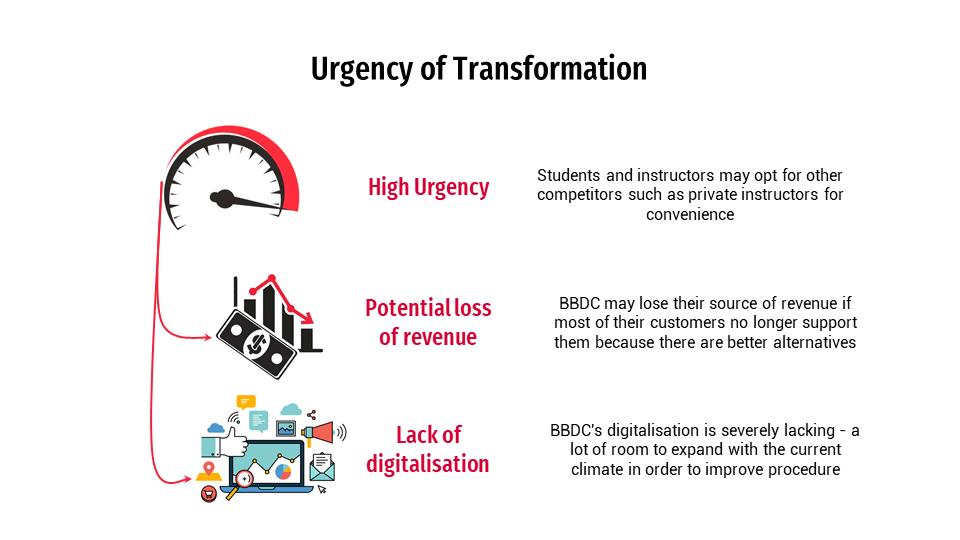 Urgency of Transformation
High Urgency
Students and instructors may opt for other
competitors such as private instructors for
convenience
Potential loss
of revenue
BBDC may lose their source of revenue if
most of their customers no longer support
them because there are better alternatives
Lack of
digitalisation
BBDC's digitalisation is severely lacking - a
lot of room to expand with the current
climate in order to improve procedure